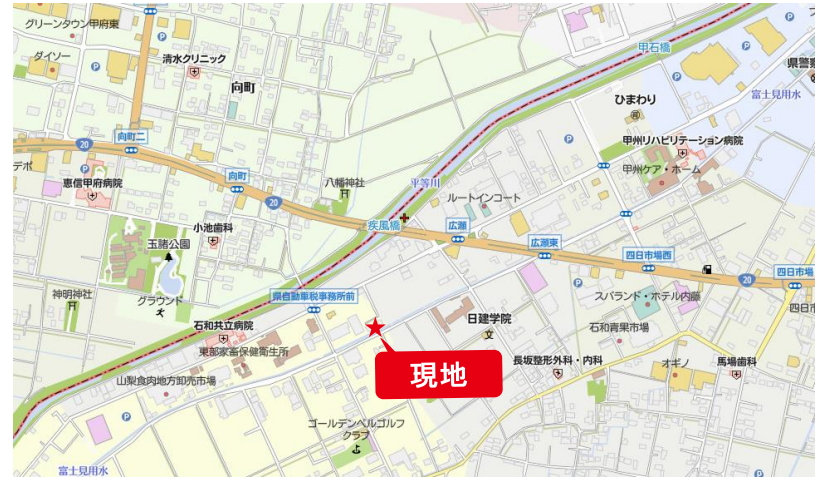 グリーンタウン甲府東
ダイソー
清水クリニック
向町
甲石橋
県警察
富士見用水
ひまわり
向町二
20
甲州リハビリテーション病院
デポ
恵信甲府病院
向町
八幡神社
平等川
甲州ケア・ホーム
20
ルートインコート
小池歯科
疾風橋
広瀬
玉諸公園
広瀬東
四日市場西
20
四日市場
神明神社
グラウンド
県自動車税事務所前
スパランド・ホテル内藤
四日市
石和共立病院
日建学院
文
石和青果市場
東部家畜保健衛生所
現地
長坂整形外科・内科
オギノ
馬場歯科
山梨食肉地方卸売市場
ゴールデンベルゴルフ
クラブ
富士見用水